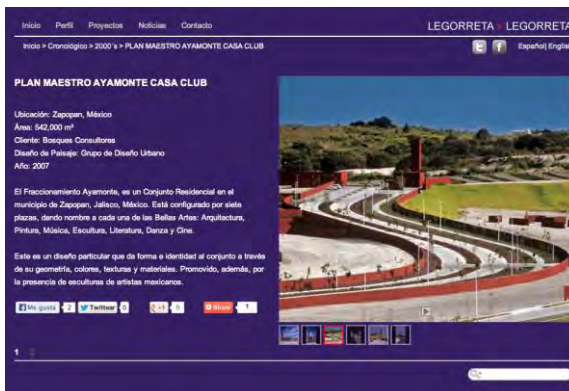 Inicio Perfil Proyectos Noticias Contacto
LEGORRETA + LEGORRETA
Inicio > Cronológico > 2000´s > PLAN MAESTRO AYAMONTE CASA CLUB
Español| English
PLAN MAESTRO AYAMONTE CASA CLUB
Ubicación: Zapopan, México
Área: 542,000 m²
Cliente: Bosques Consultores
Diseño de Paisaje: Grupo de Diseño Urbano
Año: 2007
El Fraccionamiento Ayamonte, es un Conjunto Residencial en el
municipio de Zapopan, Jalisco, México. Está configurado por siete
plazas, dando nombre a cada una de las Bellas Artes: Arquitectura,
Pintura, Música, Escultura, Literatura, Danza y Cine.
Este es un diseño particular que da forma e identidad al conjunto a través
de su geometría, colores, texturas y materiales. Promovido, además, por
la presencia de esculturas de artistas mexicanos.
Me gusta 2 Twittear 0 +1 0 Share 1
1 2